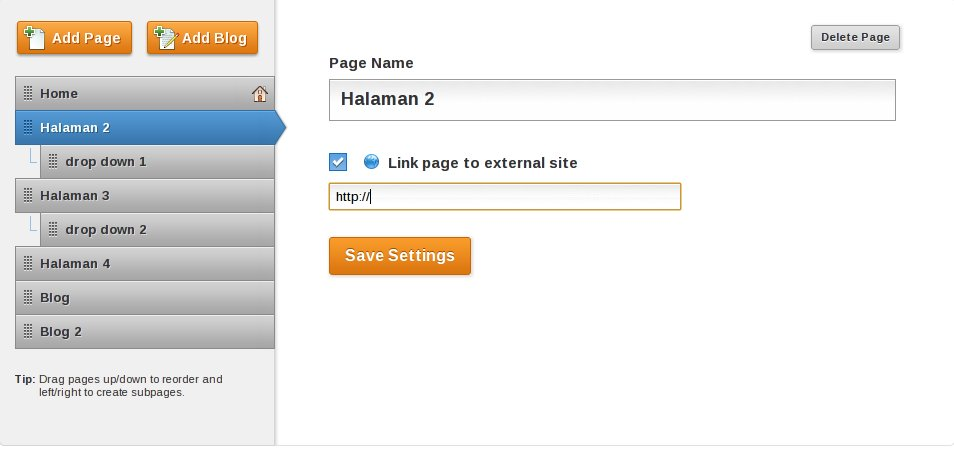 Add Page
Add Blog
Home
Halaman 2
drop down 1
Halaman 3
drop down 2
Halaman 4
Blog
Blog 2
Tip: Drag pages up/down to reorder and
left/right to create subpages.
Delete Page
Page Name
Halaman 2
Link page to external site
http://
Save Settings